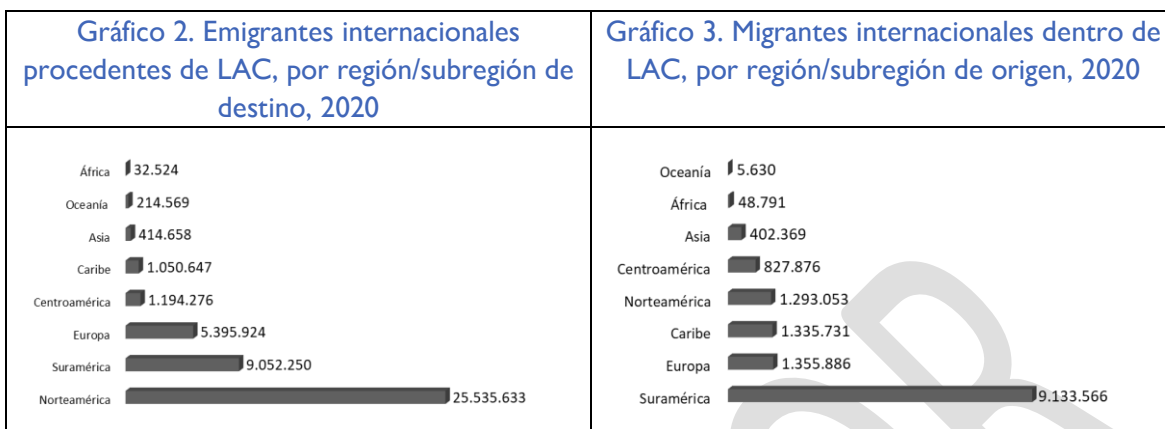 Gráfico 2. Emigrantes internacionales
procedentes de LAC, por región/subregión de
destino, 2020
Gráfico 3. Migrantes internacionales dentro de
LAC, por región/subregión de origen, 2020
África 32.524
Oceanía 214.569
Asia 414.658
Caribe 1.050.647
Centroamérica 1.194.276
Europa 5.395.924
Suramérica 9.052.250
Norteamérica 25.535.633
Oceanía 5.630
África 48.791
Asia 402.369
Centroamérica 827.876
Norteamérica 1.293.053
Caribe 1.335.731
Europa 1.355.886
Suramérica 9.133.566